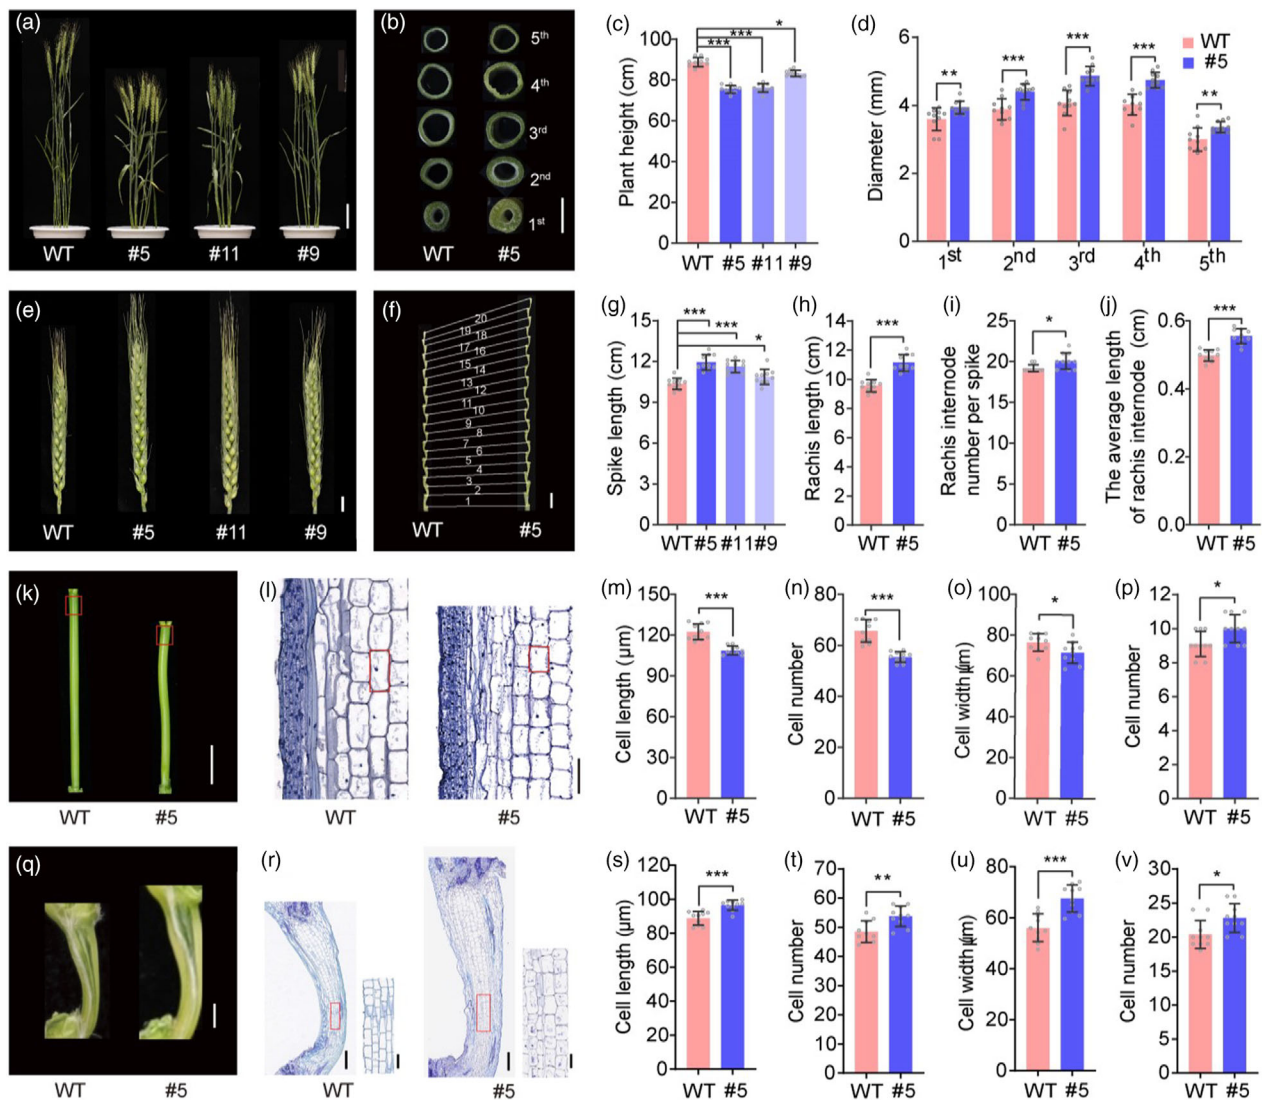 (a)
WT #5 #11 #9
(b)
5th
4th
3rd
2nd
1st
WT #5
(c)
Plant height (cm)
100
80
60
40
20
0
*
***
***
WT #5 #11 #9
(d)
Diameter (mm)
6
4
2
0
** *** *** *** **
WT
#5
1st 2nd 3rd 4th 5th
(e)
WT #5 #11 #9
(f)
20
19 18
17 16
15 14
13 12
11 10
9 8
7 6
5 4
3 2
1
WT #5
(g)
Spike length (cm)
15
12
9
6
3
0
***
***
*
WT #5 #11 #9
(h)
Rachis length (cm)
14
12
10
8
6
4
2
0
***
WT #5
(i)
Rachis internode
number per spike
25
20
15
10
5
0
*
WT #5
(j)
The average length
of rachis internode (cm)
0.6
0.4
0.2
0.0
***
WT #5
(k)
WT #5
(l)
WT #5
(m)
Cell length (μm)
150
120
90
60
30
0
***
WT #5
(n)
Cell number
80
60
40
20
0
***
WT #5
(o)
Cell width (μm)
100
80
60
40
20
0
*
WT #5
(p)
Cell number
12
10
8
6
4
2
0
*
WT #5
(q)
WT #5
(r)
WT #5
(s)
Cell length (μm)
120
100
80
60
40
20
0
***
WT #5
(t)
Cell number
70
60
50
40
30
20
10
0
**
WT #5
(u)
Cell width (μm)
80
60
40
20
0
***
WT #5
(v)
Cell number
30
25
20
15
10
5
0
*
WT #5